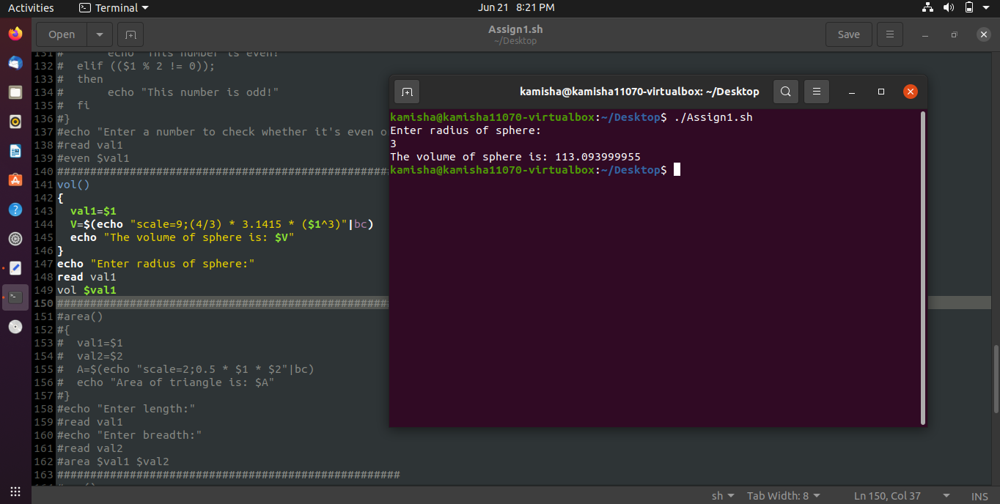 Activities
Terminal
Jun 21 8:21 PM
Open
Assign1.sh
~/Desktop
Save
131 #       echo "This number is even!"
132 #  elif (($1 % 2 != 0));
133 #  then
134 #       echo "This number is odd!"
135 #  fi
136 #}
137 #echo "Enter a number to check whether it's even o
138 #read val1
139 #even $val1
140 ##################################################
141 vol()
142 {
143   val1=$1
144   V=$(echo "scale=9;(4/3) * 3.1415 * ($1^3)"|bc)
145   echo "The volume of sphere is: $V"
146 }
147 echo "Enter radius of sphere:"
148 read val1
149 vol $val1
150 ##################################################
151 #area()
152 #{
153 #  val1=$1
154 #  val2=$2
155 #  A=$(echo "scale=2;0.5 * $1 * $2"|bc)
156 #  echo "Area of triangle is: $A"
157 #}
158 #echo "Enter length:"
159 #read val1
160 #echo "Enter breadth:"
161 #read val2
162 #area $val1 $val2
163 ####################################################
kamisha@kamisha11070-virtualbox: ~/Desktop
kamisha@kamisha11070-virtualbox:~/Desktop$ ./Assign1.sh
Enter radius of sphere:
3
The volume of sphere is: 113.093999955
kamisha@kamisha11070-virtualbox:~/Desktop$
sh
Tab Width: 8
Ln 150, Col 37
INS